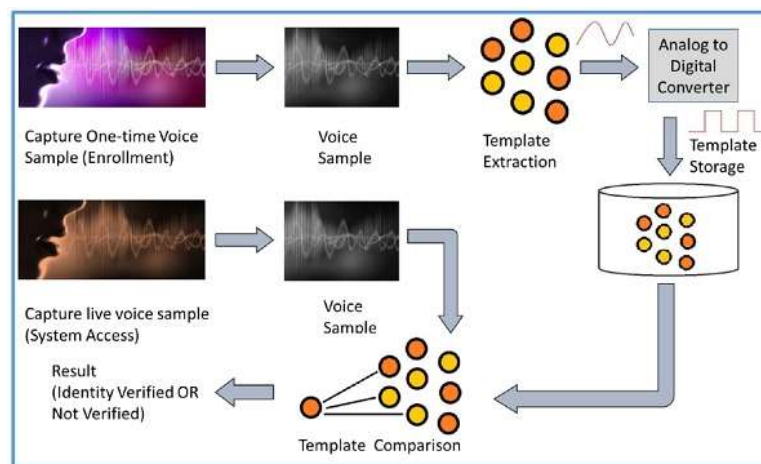 Capture One-time Voice
Sample (Enrollment)
Voice
Sample
Template
Extraction
Analog to
Digital
Converter
Template
Storage
Capture live voice sample
(System Access)
Voice
Sample
Result
(Identity Verified OR
Not Verified)
Template Comparison